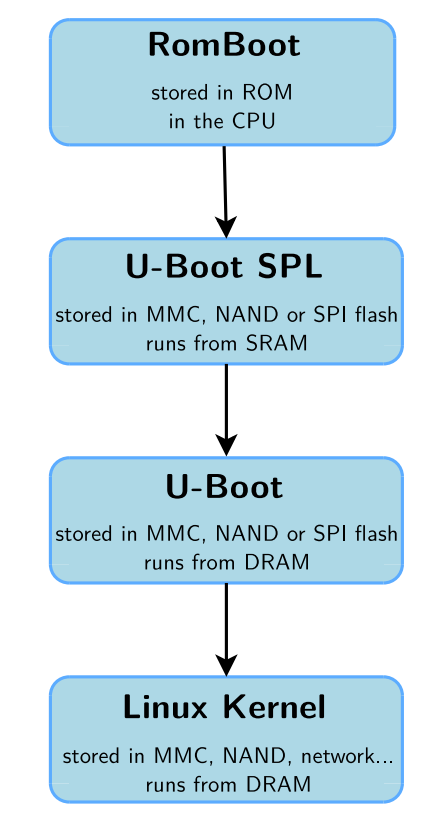 RomBoot
stored in ROM
in the CPU
U-Boot SPL
stored in MMC, NAND or SPI flash
runs from SRAM
U-Boot
stored in MMC, NAND or SPI flash
runs from DRAM
Linux Kernel
stored in MMC, NAND, network...
runs from DRAM